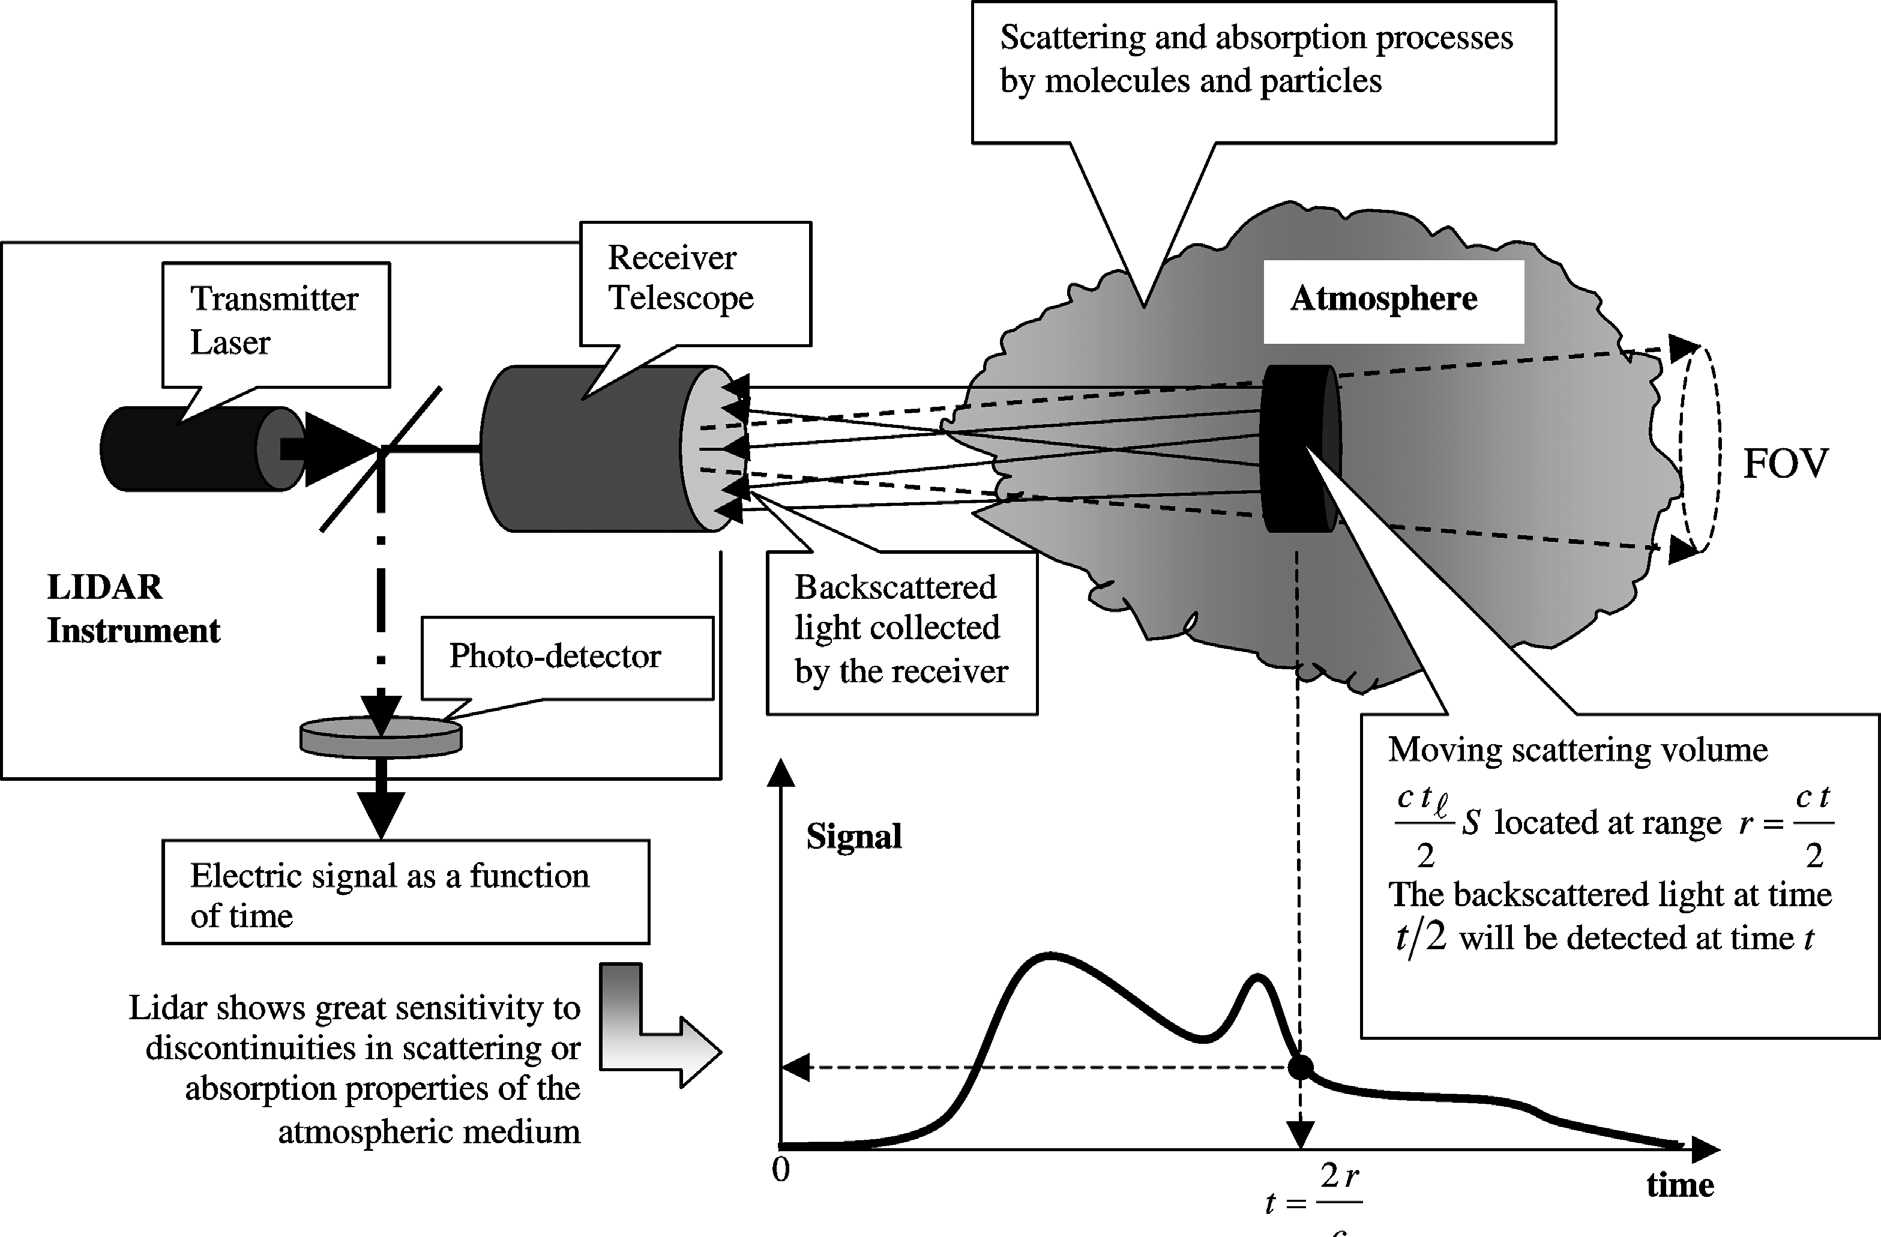 Scattering and absorption processes
by molecules and particles
Receiver
Telescope
Transmitter
Laser
Atmosphere
FOV
LIDAR
Instrument
Backscattered
light collected
by the receiver
Photo-detector
Moving scattering volume
c tℓ/2 S located at range r = c t/2
The backscattered light at time
t/2 will be detected at time t
Signal
Electric signal as a function
of time
Lidar shows great sensitivity to
discontinuities in scattering or
absorption properties of the
atmospheric medium
0
time
t = 2 r/c